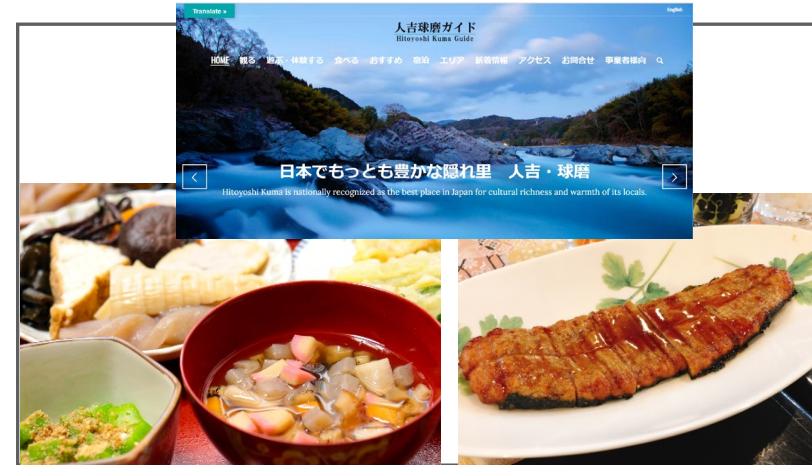 Translate »
English
人吉球磨ガイド
Hitoyoshi Kuma Guide
HOME 観る 遊ぶ・体験する 食べる おすすめ 宿泊 エリア 新着情報 アクセス お問合せ 事業者様向
日本でもっとも豊かな隠れ里 人吉・球磨
Hitoyoshi Kuma is nationally recognized as the best place in Japan for cultural richness and warmth of its locals.